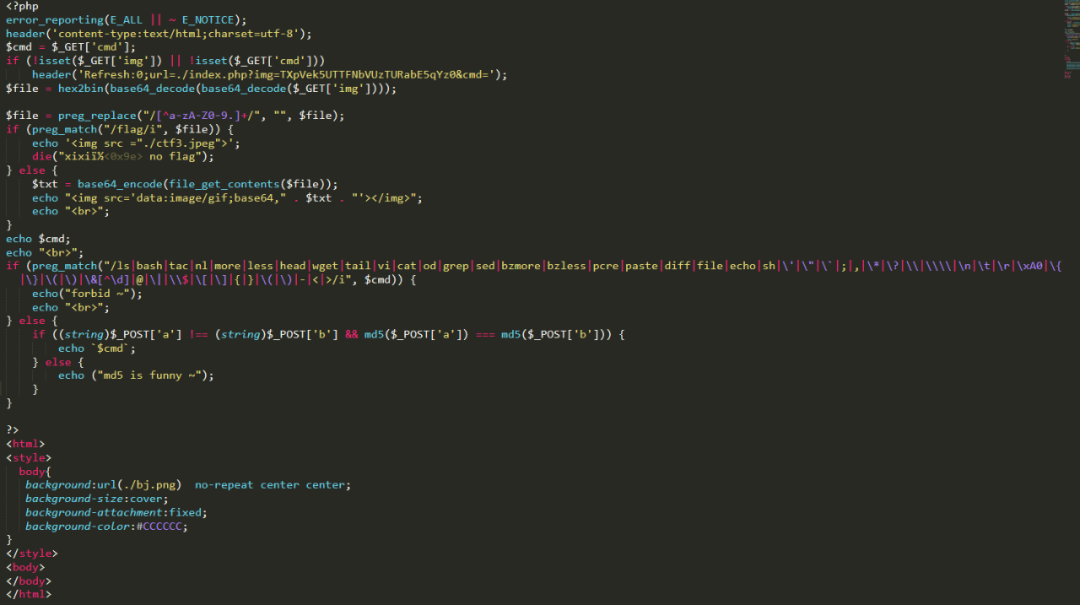 <?php
error_reporting(E_ALL || ~ E_NOTICE);
header('content-type:text/html;charset=utf-8');
$cmd = $_GET['cmd'];
if (!isset($_GET['img']) || !isset($_GET['cmd']))
    header('Refresh:0;url=./index.php?img=TXpVek5UTTFNbVUzTURabE5qYz0&cmd=');
$file = hex2bin(base64_decode(base64_decode($_GET['img'])));
$file = preg_replace("/[^a-zA-Z0-9.]+/", "", $file);
if (preg_match("/flag/i", $file)) {
    echo '<img src ="./ctf3.jpeg">';
    die("xixiï¼<0x9e> no flag");
} else {
    $txt = base64_encode(file_get_contents($file));
    echo "<img src='data:image/gif;base64," . $txt . "'></img>";
    echo "<br>";
}
echo $cmd;
echo "<br>";
if (preg_match("/ls|bash|tac|nl|more|less|head|wget|tail|vi|cat|od|grep|sed|bzmore|bzless|pcre|paste|diff|file|echo|sh|\'|\"|\`|;|,|\*|\?|\\|\\\\|\n|\t|\r|\xA0|\{
|\}|\(|\)|\&[^\d]|@|\||\\$|\[|\]|{|}|\(|\)|-|<|>/i", $cmd)) {
    echo("forbid ~");
    echo "<br>";
} else {
    if ((string)$_POST['a'] !== (string)$_POST['b'] && md5($_POST['a']) === md5($_POST['b'])) {
        echo `$cmd`;
    } else {
        echo ("md5 is funny ~");
    }
}
?>
<html>
<style>
  body{
   background:url(./bj.png)  no-repeat center center;
   background-size:cover;
   background-attachment:fixed;
   background-color:#CCCCCC;
}
</style>
<body>
</body>
</html>